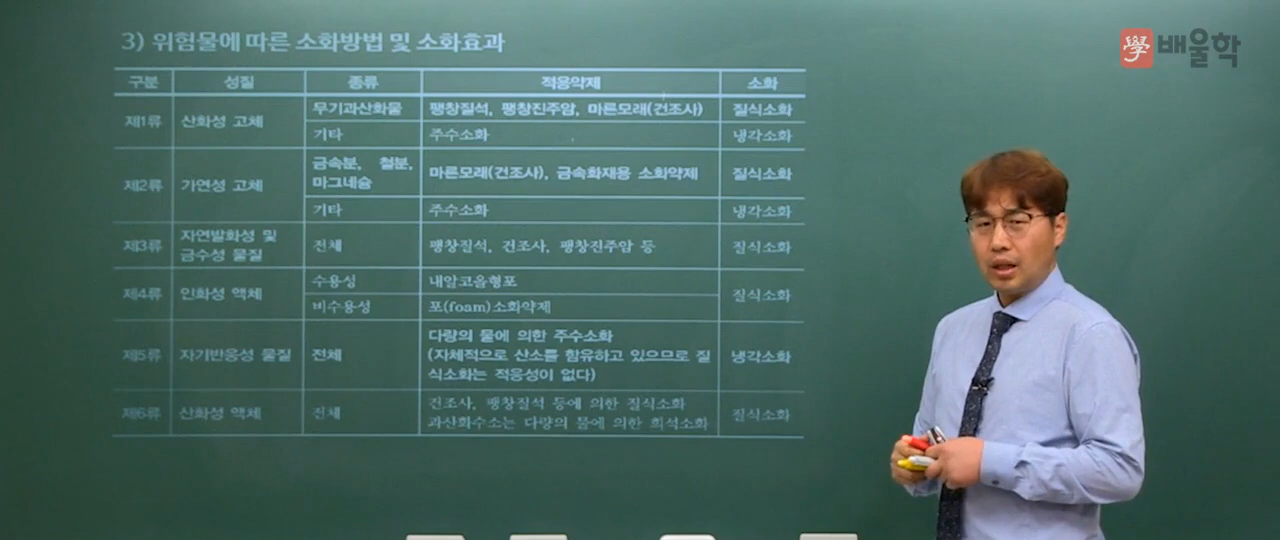 3) 위험물에 따른 소화방법 및 소화효과
學 배울학
구분 성질 종류 적응약제 소화
제1류 산화성 고체 무기과산화물 팽창질석, 팽창진주암, 마른모래(건조사) 질식소화
기타 주수소화 냉각소화
제2류 가연성 고체 금속분, 철분,
마그네슘 마른모래(건조사), 금속화재용 소화약제 질식소화
기타 주수소화 냉각소화
제3류 자연발화성 및
금수성 물질 전체 팽창질석, 건조사, 팽창진주암 등 질식소화
제4류 인화성 액체 수용성 내알코올형포 질식소화
비수용성 포(foam)소화약제
제5류 자기반응성 물질 전체 다량의 물에 의한 주수소화
(자체적으로 산소를 함유하고 있으므로 질
식소화는 적응성이 없다) 냉각소화
제6류 산화성 액체 전체 건조사, 팽창질석 등에 의한 질식소화
과산화수소는 다량의 물에 의한 희석소화 질식소화